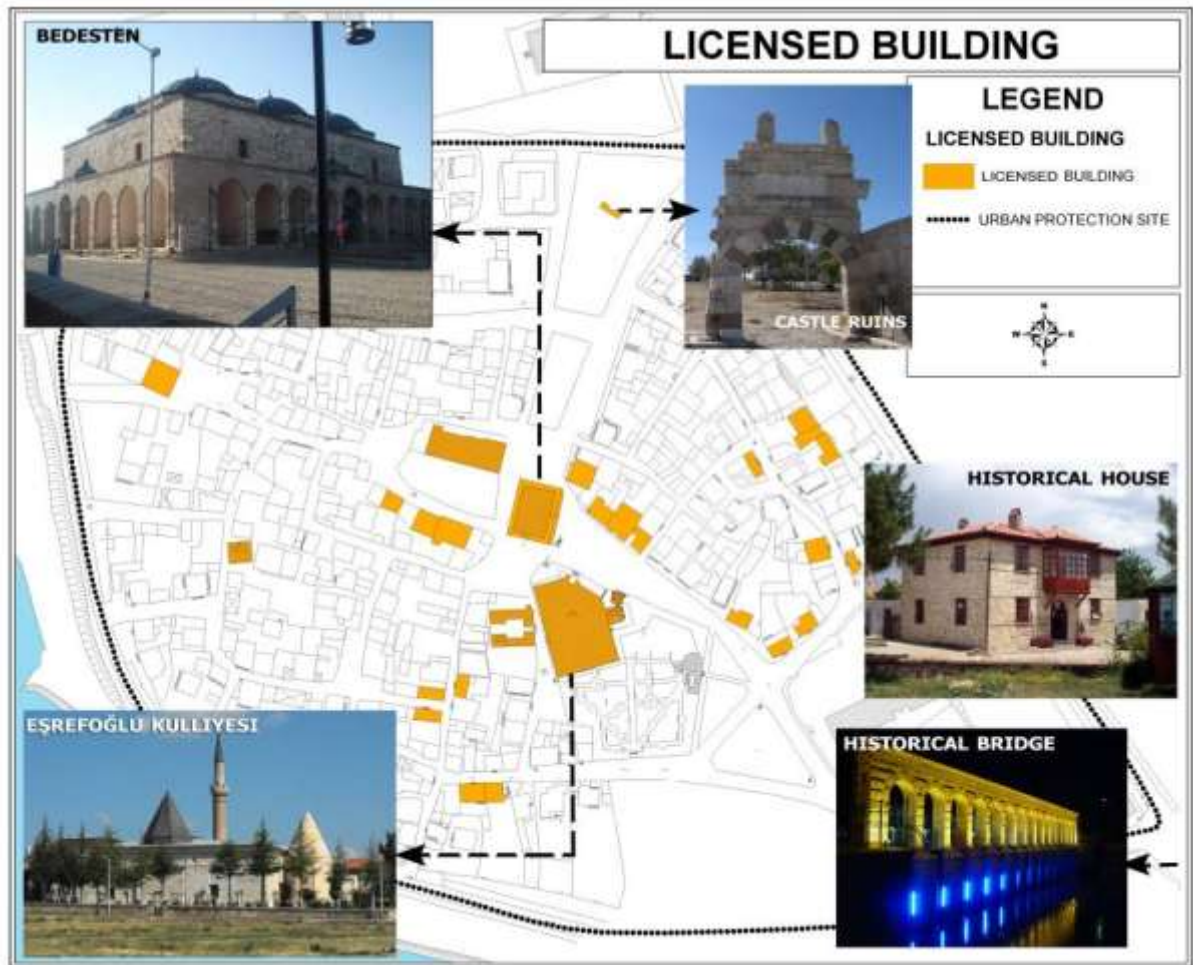 BEDESTEN
LICENSED BUILDING
LEGEND
LICENSED BUILDING
LICENSED BUILDING
URBAN PROTECTION SITE
CASTLE RUINS
N
W E
S
HISTORICAL HOUSE
EŞREFOĞLU KULLIYESI
HISTORICAL BRIDGE